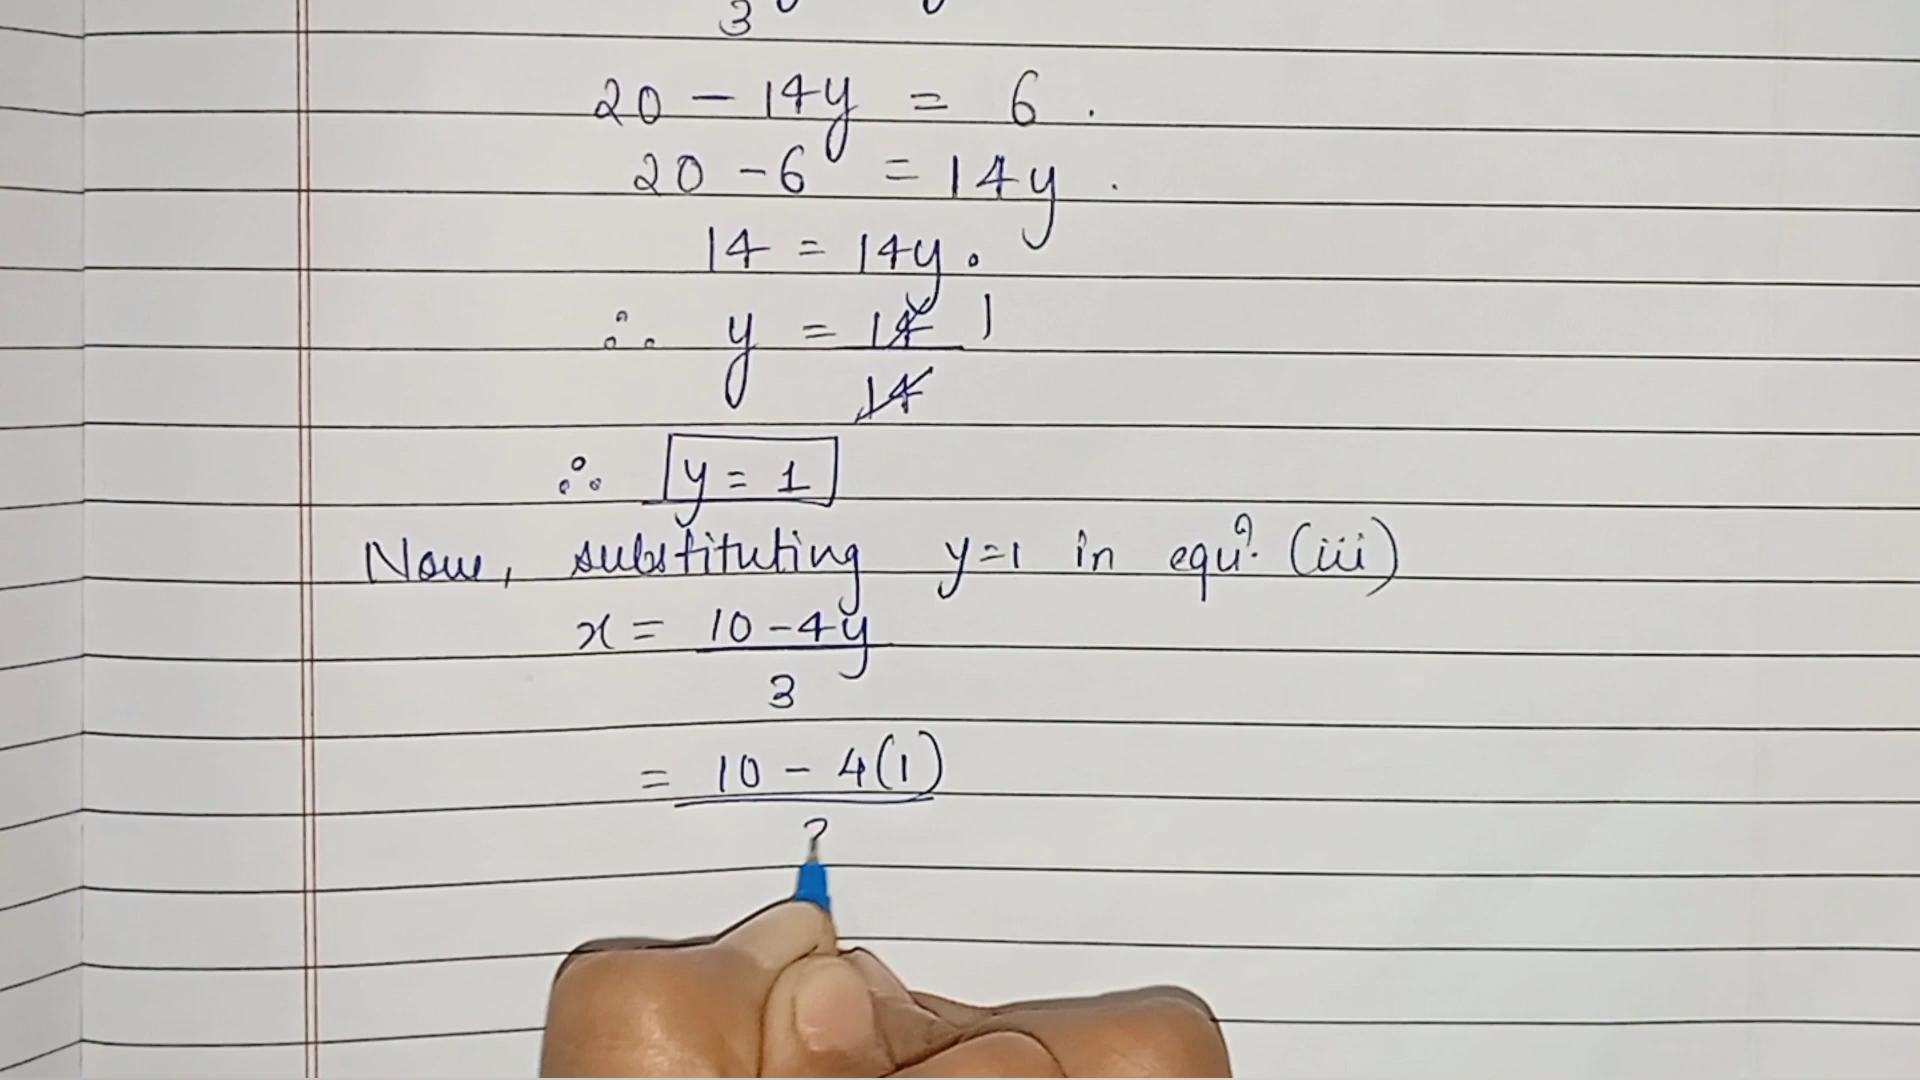 3
20 - 14y = 6 .
20 - 6 = 14y .
14 = 14y .
∴ y = 14 1
14
∴ y = 1
Now, substituting y=1 in equⁿ. (iii)
x = 10 - 4y
3
= 10 - 4(1)